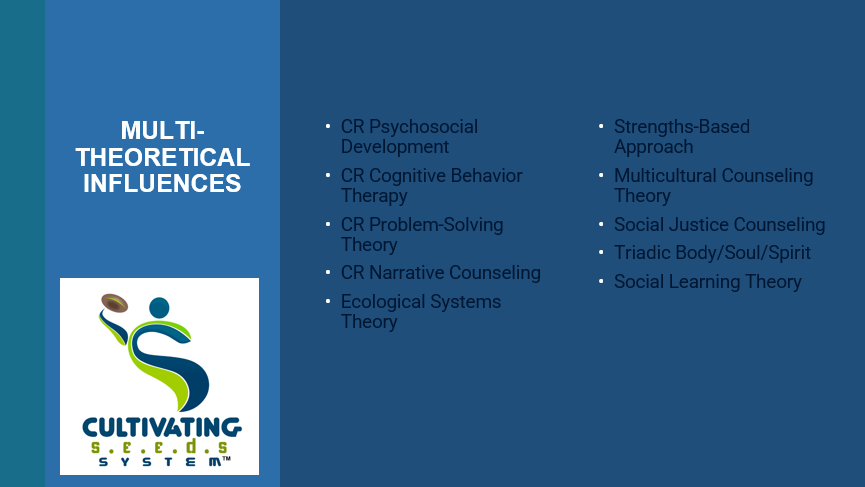 MULTI-
THEORETICAL
INFLUENCES
• CR Psychosocial
Development
• CR Cognitive Behavior
Therapy
• CR Problem-Solving
Theory
• CR Narrative Counseling
• Ecological Systems
Theory
• Strengths-Based
Approach
• Multicultural Counseling
Theory
• Social Justice Counseling
• Triadic Body/Soul/Spirit
• Social Learning Theory
CULTIVATING
s.e.e.d.s
SYSTEM™